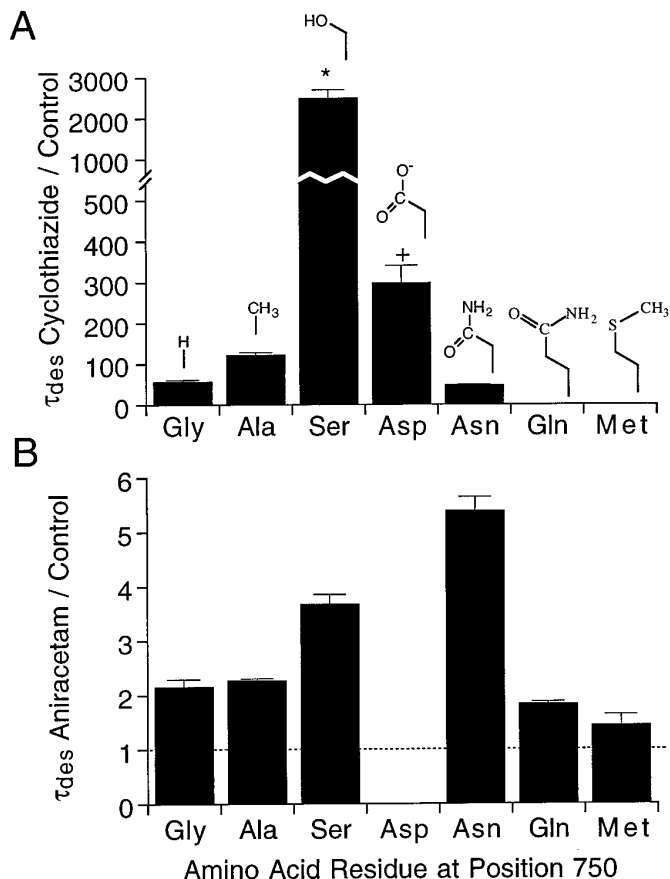 A
HO
*
3000
2000
1000
500
400
300
200
100
0
τdes Cyclothiazide / Control
H
CH3
O-
C
O
+
NH2
C
O
O
C
NH2
S
CH3
Gly Ala Ser Asp Asn Gln Met
B
6
5
4
3
2
1
0
τdes Aniracetam / Control
Gly Ala Ser Asp Asn Gln Met
Amino Acid Residue at Position 750